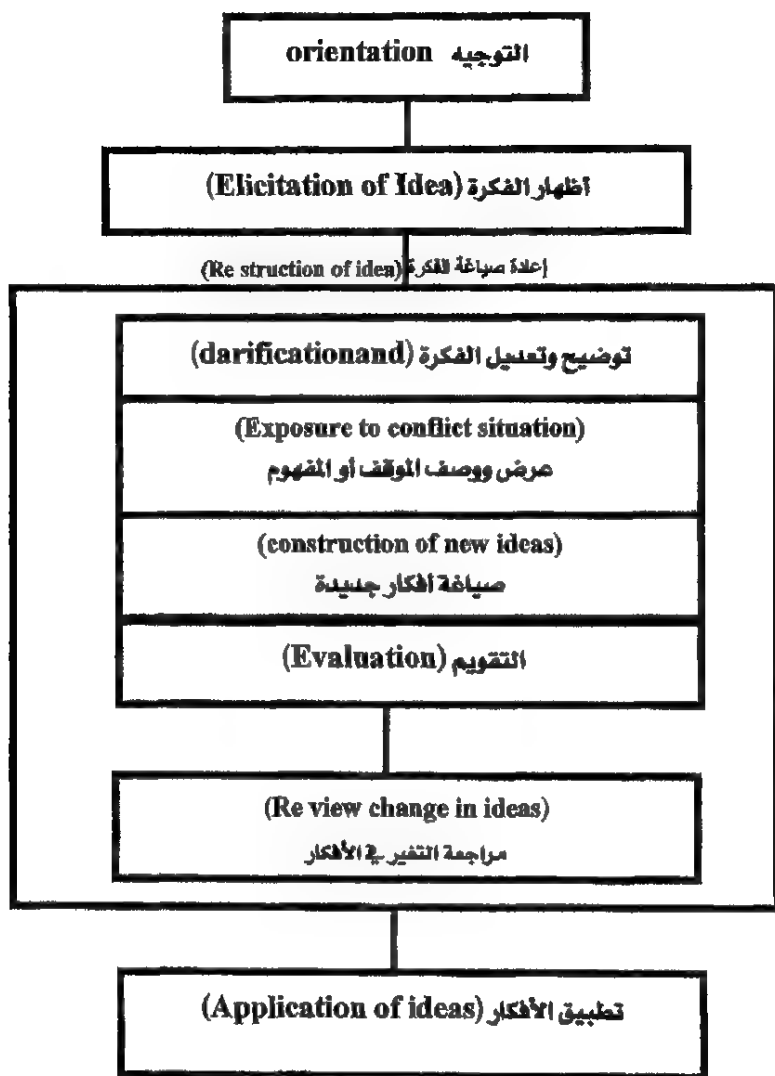 التوجيه orientation
أظهار الفكرة (Elicitation of Idea)
إعادة صياغة الفكرة (Re struction of idea)
توضيح وتعديل الفكرة (darificationand)
(Exposure to conflict situation)
عرض ووصف الموقف أو المفهوم
(construction of new ideas)
صياغة أفكار جديدة
التقويم (Evaluation)
(Re view change in ideas)
مراجعة التغير في الأفكار
تطبيق الأفكار (Application of ideas)